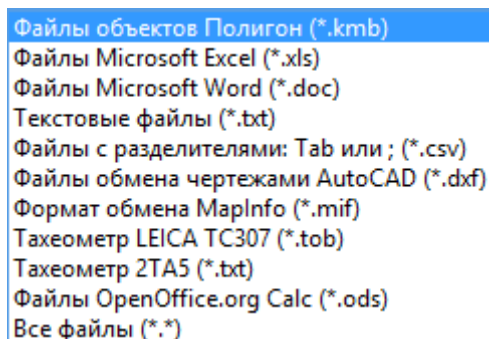 Файлы объектов Полигон (*.kmb)
Файлы Microsoft Excel (*.xls)
Файлы Microsoft Word (*.doc)
Текстовые файлы (*.txt)
Файлы с разделителями: Tab или ; (*.csv)
Файлы обмена чертежами AutoCAD (*.dxf)
Формат обмена MapInfo (*.mif)
Тахеометр LEICA TC307 (*.tob)
Тахеометр 2TA5 (*.txt)
Файлы OpenOffice.org Calc (*.ods)
Все файлы (*.*)